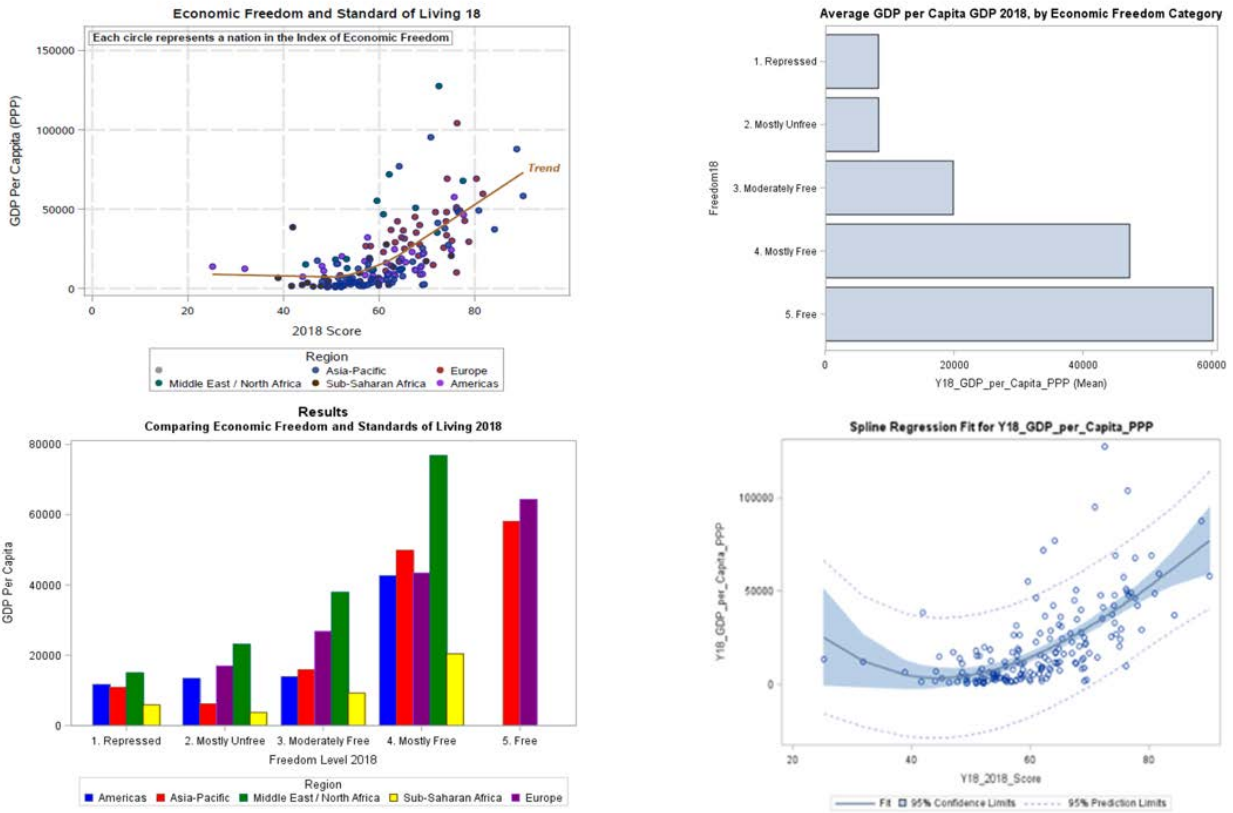 Economic Freedom and Standard of Living 18
Each circle represents a nation in the Index of Economic Freedom
GDP Per Cappita (PPP)
150000
100000
50000
0
Trend
0 20 40 60 80
2018 Score
Region
Asia-Pacific Europe
Middle East / North Africa Sub-Saharan Africa Americas
Average GDP per Capita GDP 2018, by Economic Freedom Category
Freedom18
1. Repressed
2. Mostly Unfree
3. Moderately Free
4. Mostly Free
5. Free
0 20000 40000 60000
Y18_GDP_per_Capita_PPP (Mean)
Results
Comparing Economic Freedom and Standards of Living 2018
GDP Per Capita
80000
60000
40000
20000
0
1. Repressed 2. Mostly Unfree 3. Moderately Free 4. Mostly Free 5. Free
Freedom Level 2018
Region
Americas Asia-Pacific Middle East / North Africa Sub-Saharan Africa Europe
Spline Regression Fit for Y18_GDP_per_Capita_PPP
Y18_GDP_per_Capita_PPP
100000
50000
0
20 40 60 80
Y18_2018_Score
Fit 95% Confidence Limits 95% Prediction Limits